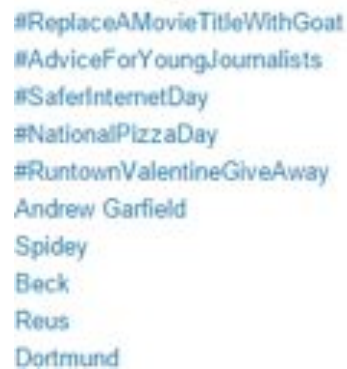 #ReplaceAMovieTitleWithGoat
#AdviceForYoungJournalists
#SaferInternetDay
#NationalPizzaDay
#RuntownValentineGiveAway
Andrew Garfield
Spidey
Beck
Reus
Dortmund